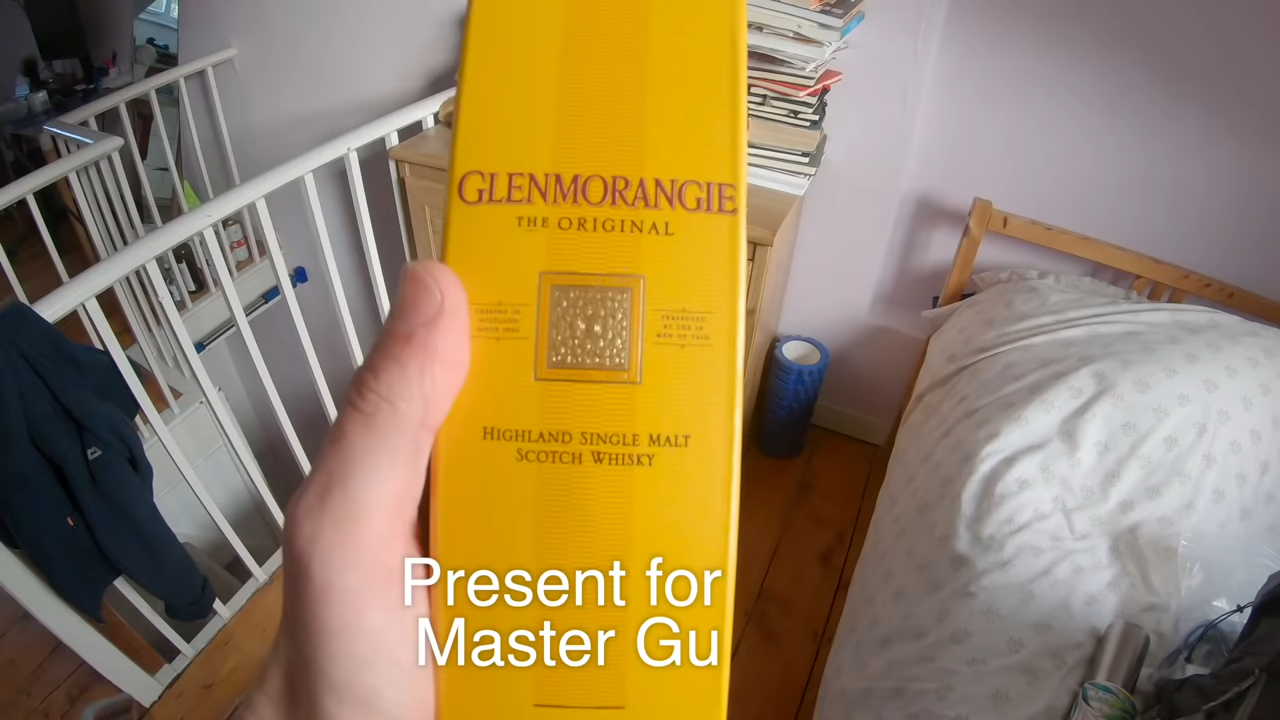 GLENMORANGIE
THE ORIGINAL
HIGHLAND SINGLE MALT
SCOTCH WHISKY
Present for
Master Gu